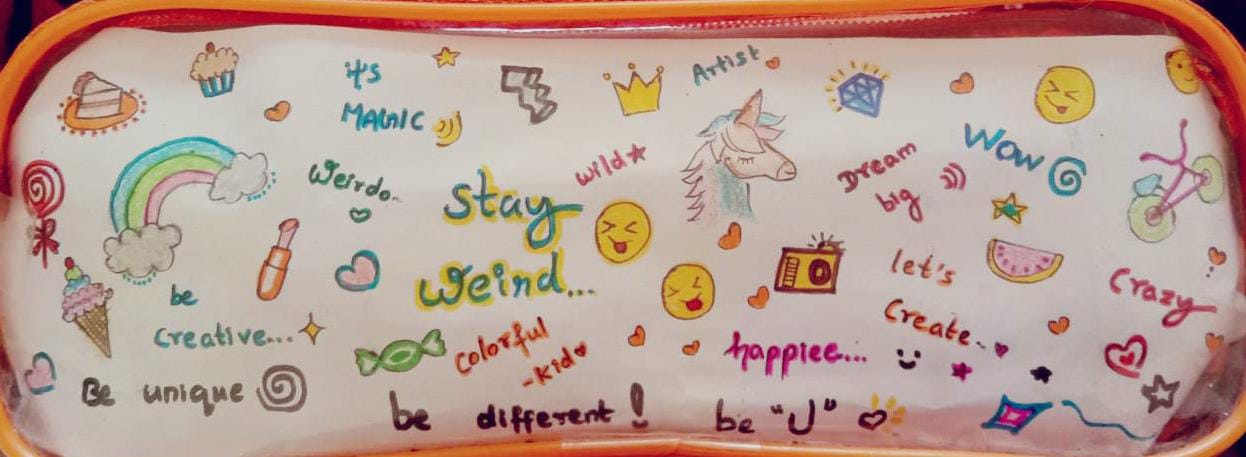 it's
MAGIC
Artist
Weirdo..
Stay
Weird...
wild
Dream
big
Wow
be
Creative...
Colorful
-Kid
let's
Create..
Crazy
happiee...
Be unique
be different!
be "U"